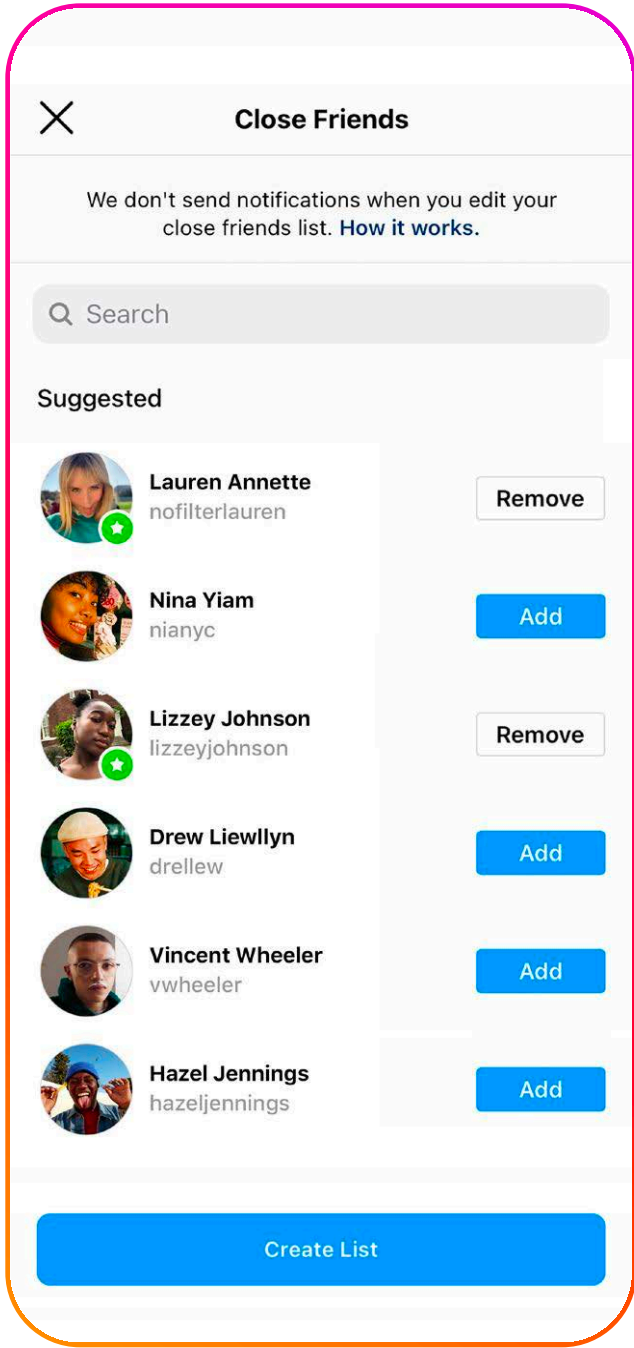 Close Friends
We don't send notifications when you edit your
close friends list. How it works.
Search
Suggested
Lauren Annette
nofilterlauren
Remove
Nina Yiam
nianyc
Add
Lizzey Johnson
lizzeyjohnson
Remove
Drew Liewllyn
drellew
Add
Vincent Wheeler
vwheeler
Add
Hazel Jennings
hazeljennings
Add
Create List